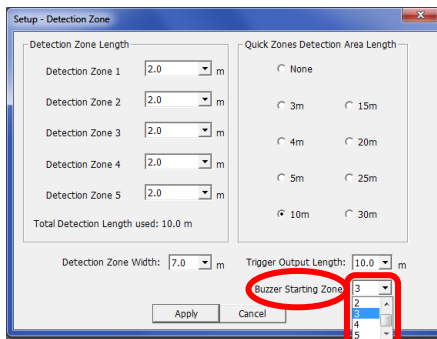 Setup - Detection Zone
Detection Zone Length
Detection Zone 1 2.0 m
Detection Zone 2 2.0 m
Detection Zone 3 2.0 m
Detection Zone 4 2.0 m
Detection Zone 5 2.0 m
Total Detection Length used: 10.0 m
Quick Zones Detection Area Length
None
3m 15m
4m 20m
5m 25m
10m 30m
Detection Zone Width: 7.0 m
Trigger Output Length: 10.0 m
Buzzer Starting Zone 3
2
3
4
5
Apply Cancel